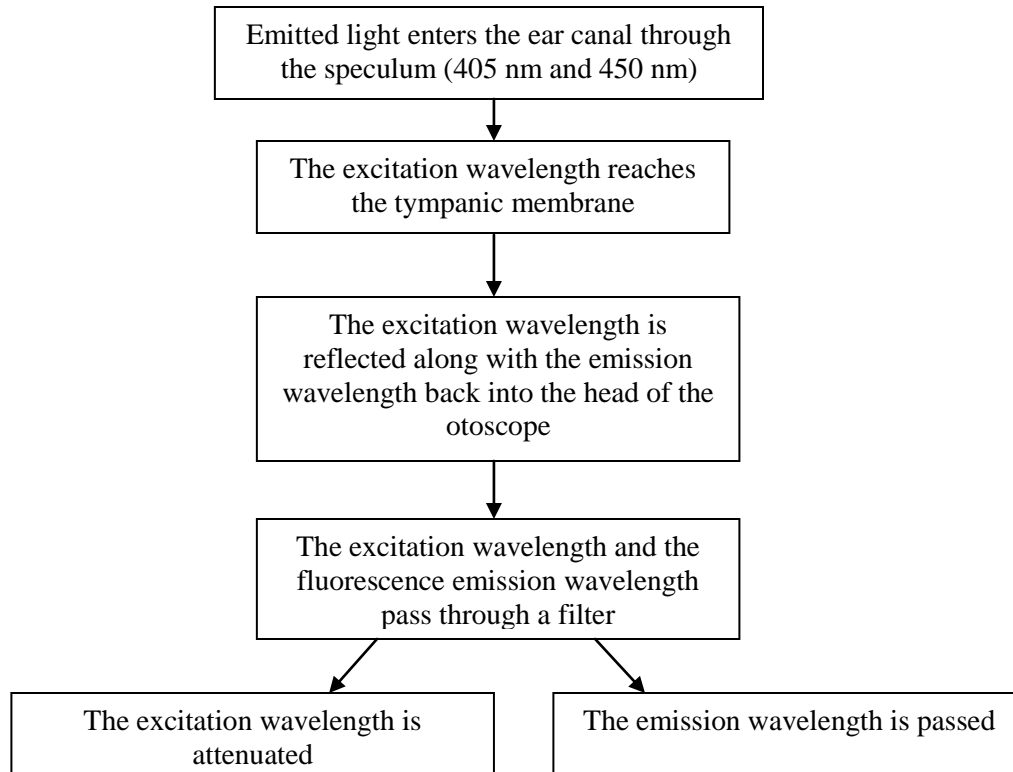 Emitted light enters the ear canal through
the speculum (405 nm and 450 nm)
The excitation wavelength reaches
the tympanic membrane
The excitation wavelength is
reflected along with the emission
wavelength back into the head of the
otoscope
The excitation wavelength and the
fluorescence emission wavelength
pass through a filter
The excitation wavelength is
attenuated
The emission wavelength is passed